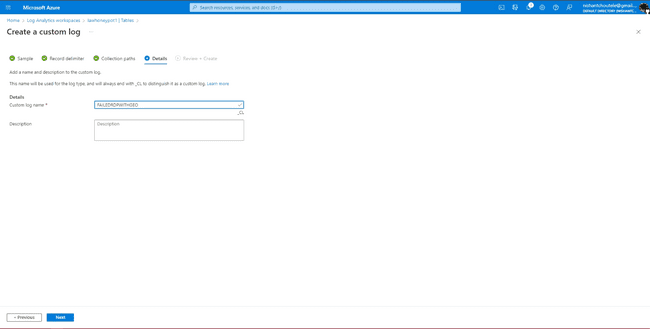 Microsoft Azure
Search resources, services, and docs (G+/)
Home > Log Analytics workspaces > | Tables >
Create a custom log ...
Sample
Record delimiter
Collection paths
Details
Review + Create
Add a name and description to the custom log.
This name will be used for the log type, and will always end with _CL to distinguish it as a custom log. Learn more
Details
Custom log name *
FAILEDRDPWITHGEO
_CL
Description
Description
< Previous
Next